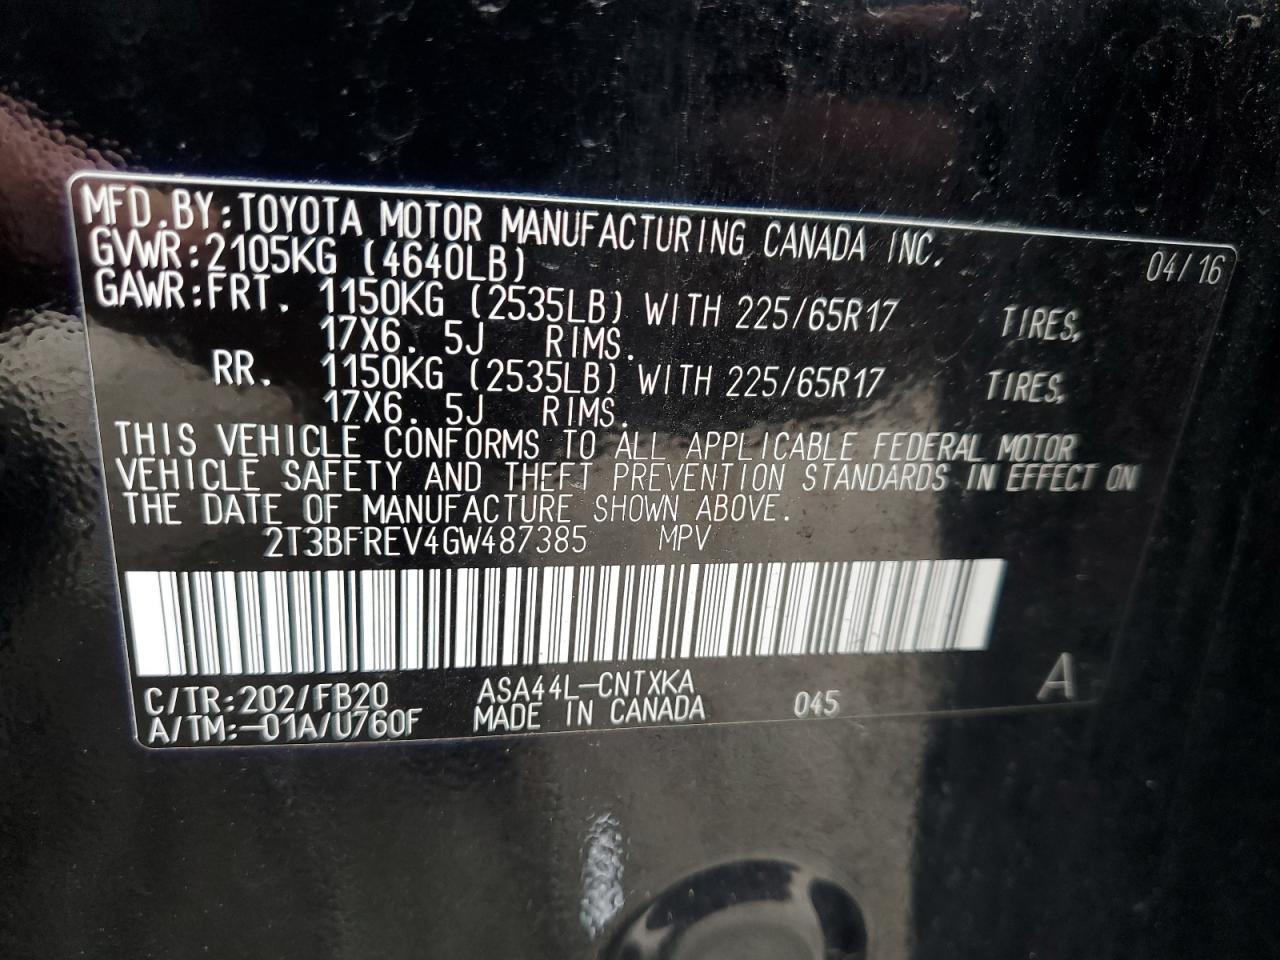 MFD.BY:TOYOTA MOTOR MANUFACTURING CANADA INC. 04/16
GVWR:2105KG (4640LB)
GAWR:FRT. 1150KG (2535LB) WITH 225/65R17 TIRES,
17X6. 5J RIMS.
RR. 1150KG (2535LB) WITH 225/65R17 TIRES,
17X6. 5J RIMS.
THIS VEHICLE CONFORMS TO ALL APPLICABLE FEDERAL MOTOR
VEHICLE SAFETY AND THEFT PREVENTION STANDARDS IN EFFECT ON
THE DATE OF MANUFACTURE SHOWN ABOVE.
2T3BFREV4GW487385 MPV
C/TR:202/FB20 ASA44L-CNTXKA 045 A
A/TM:-01A/U760F MADE IN CANADA